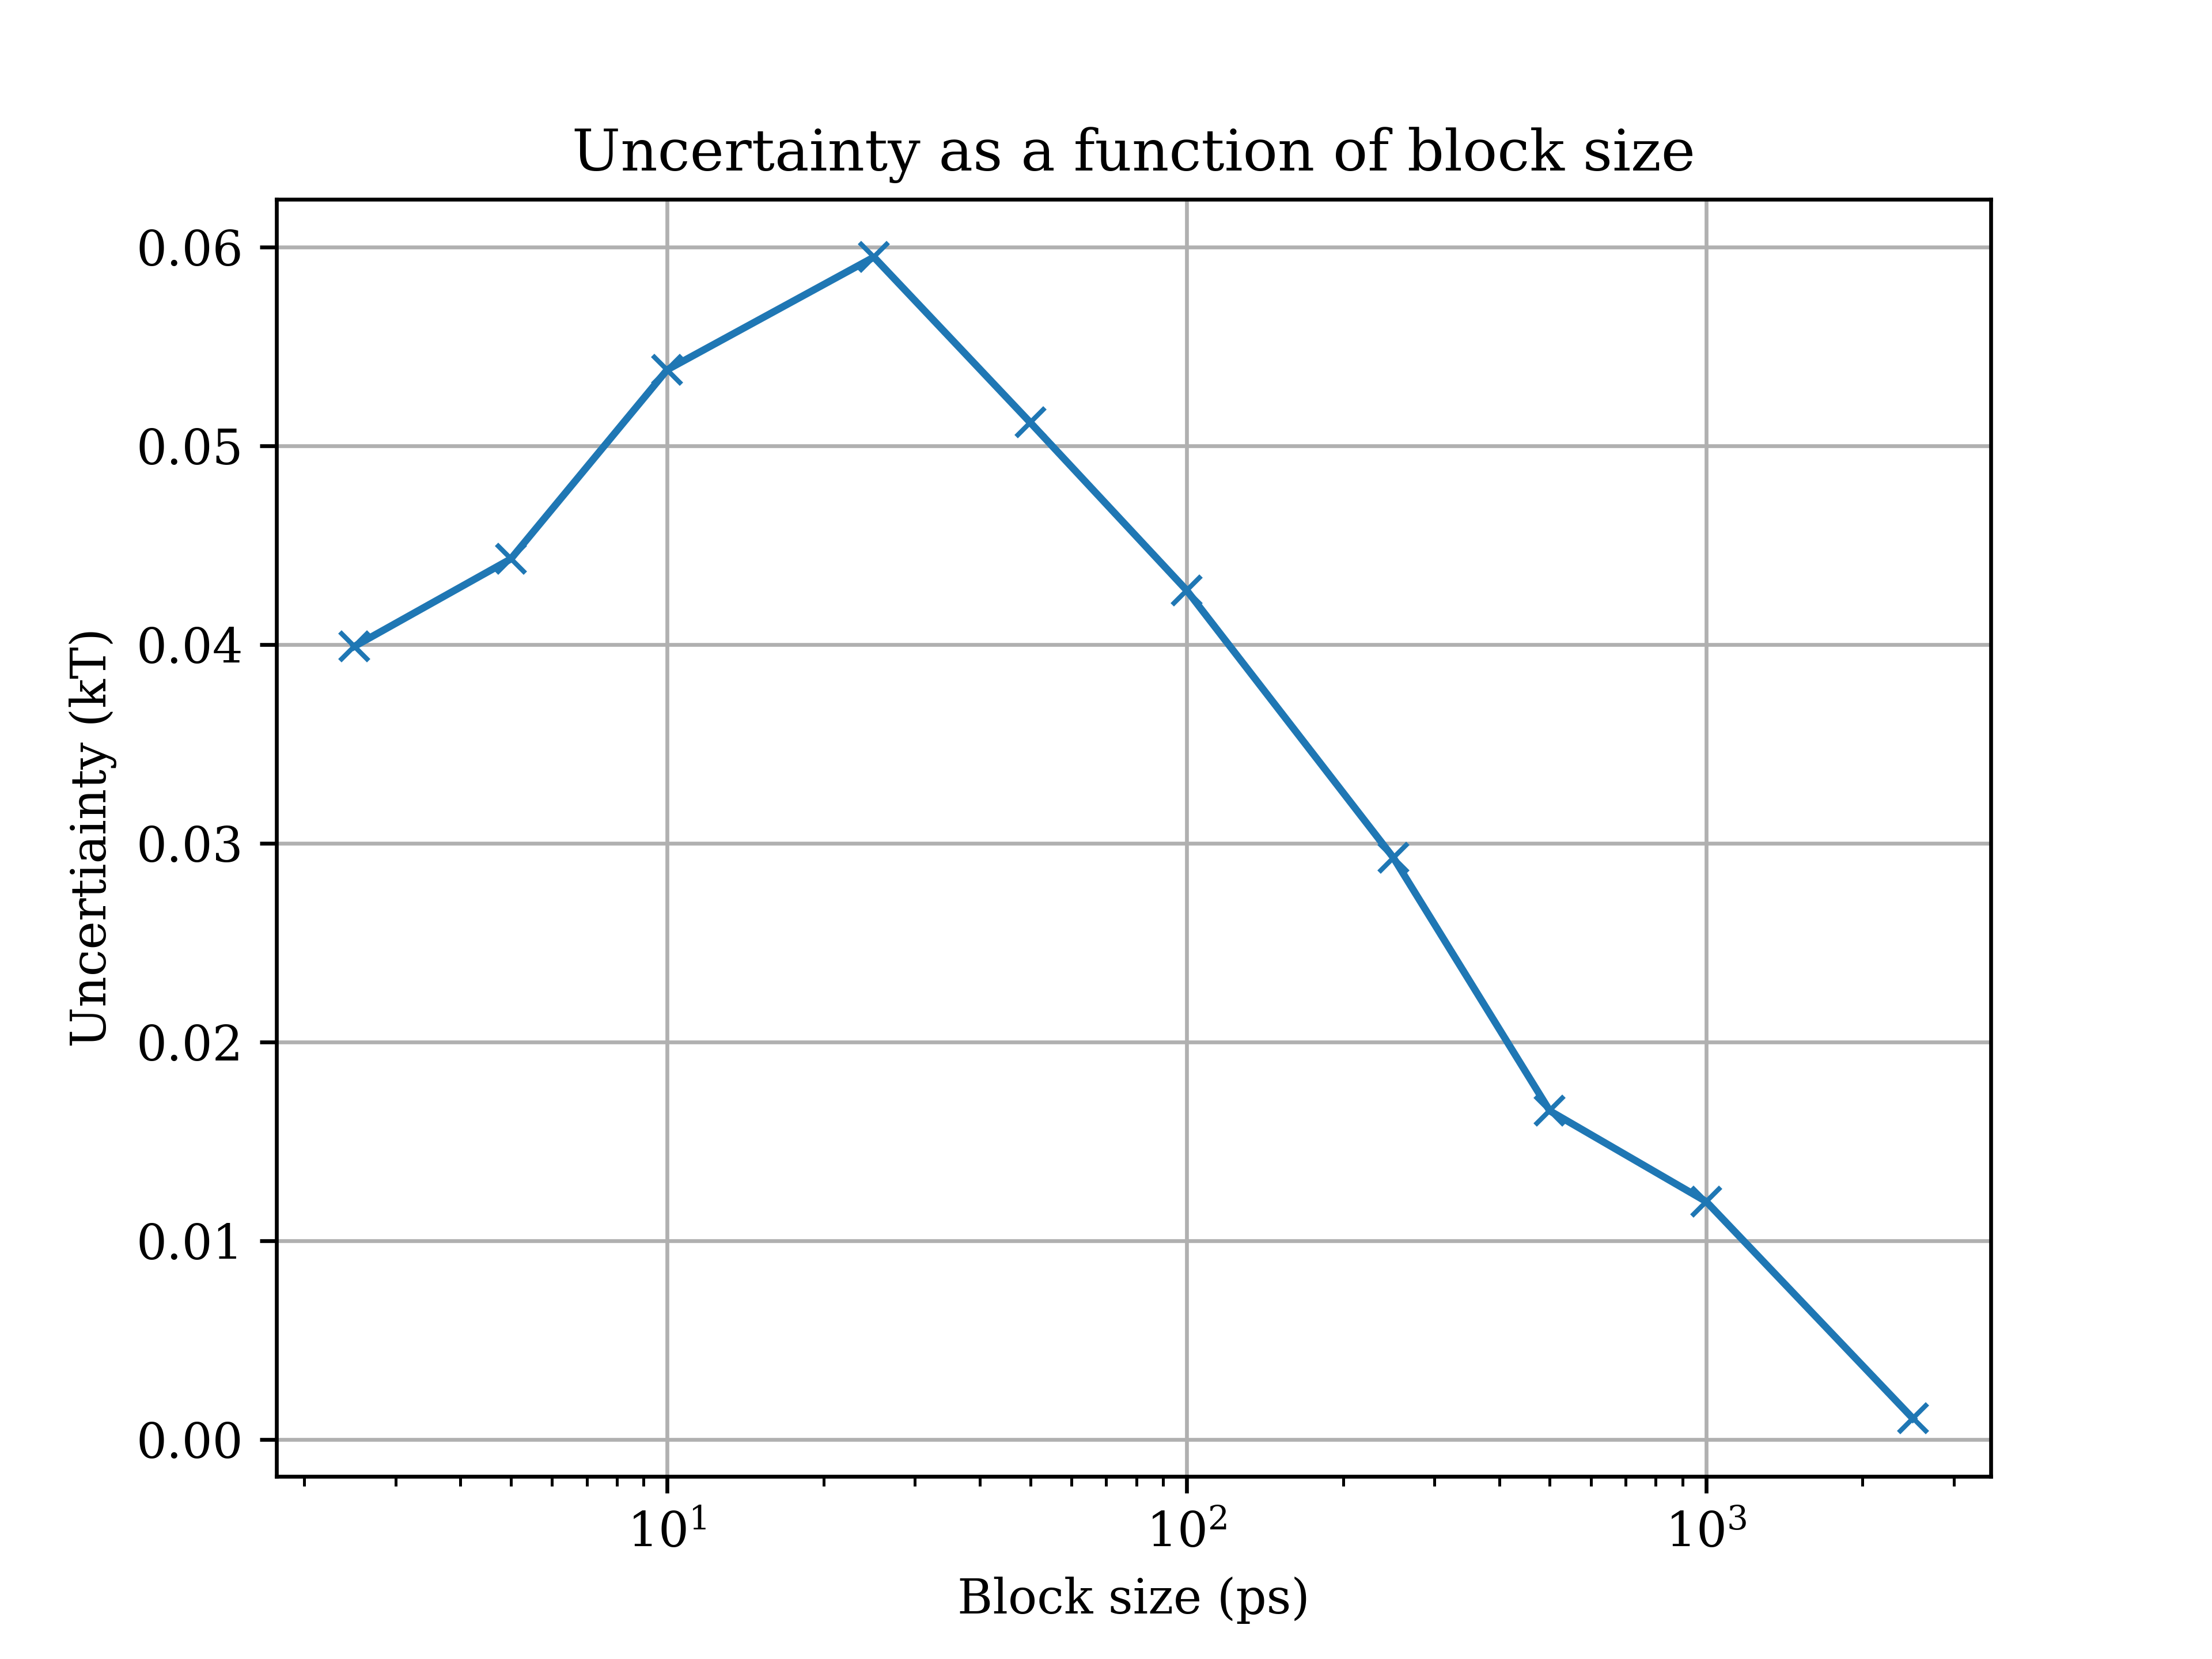 Uncertainty as a function of block size
0.06
0.05
0.04
0.03
0.02
0.01
0.00
Uncertiainty (kT)
10¹ 10² 10³
Block size (ps)